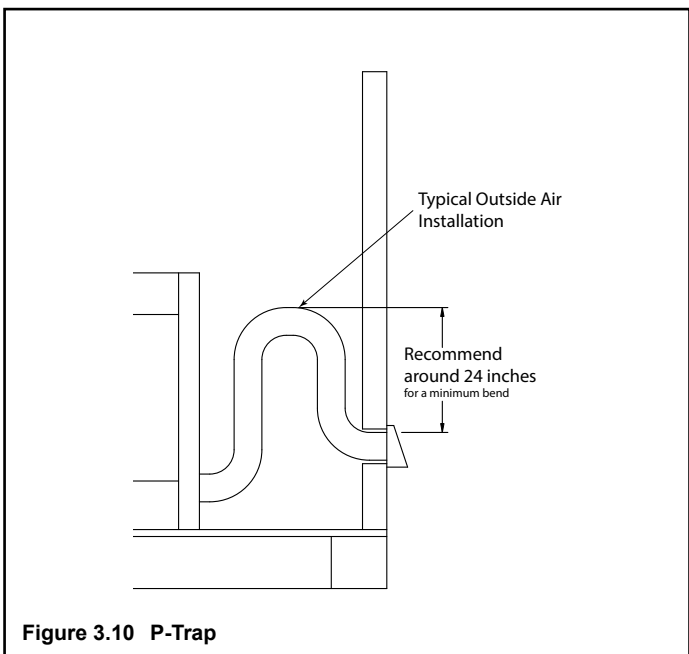 Typical Outside Air
Installation
Recommend
around 24 inches
for a minimum bend
Figure 3.10 P-Trap